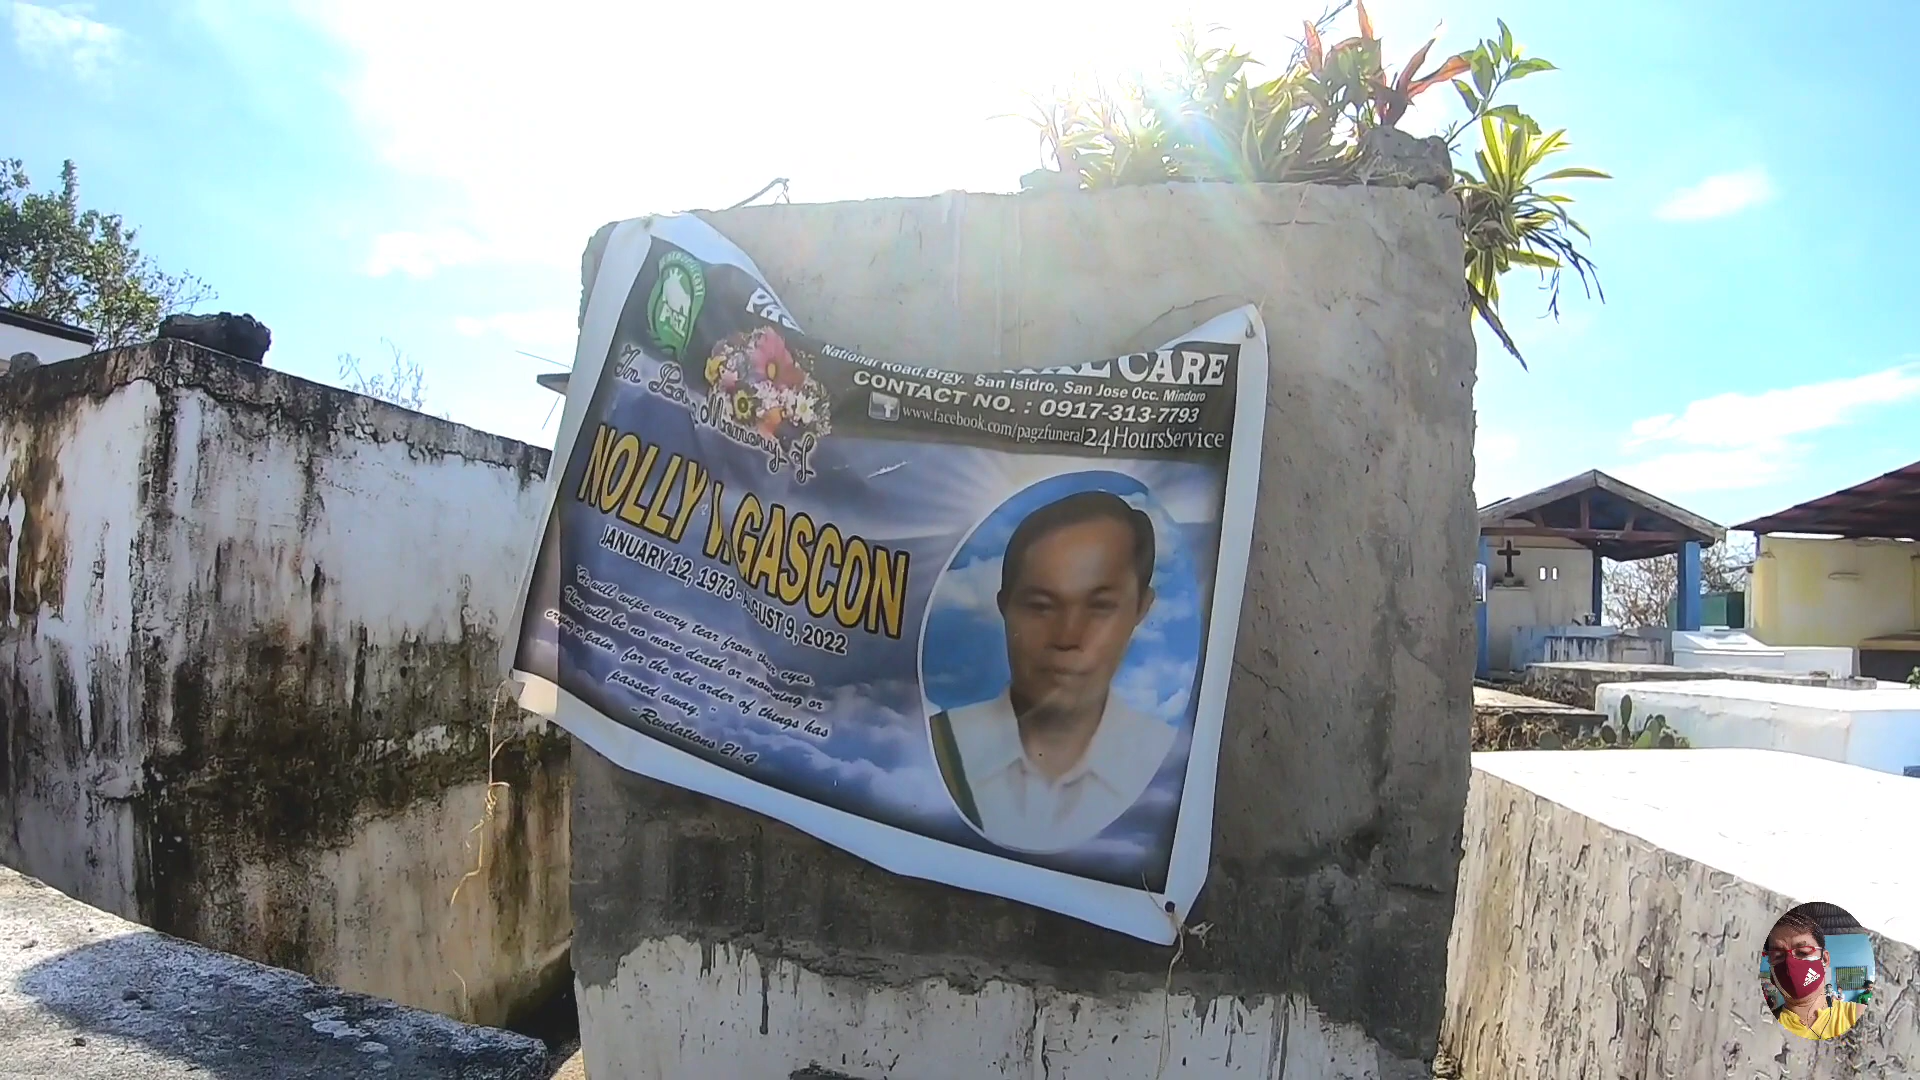 PAGZ
CARE
National Road, Brgy. San Isidro, San Jose Occ. Mindoro
CONTACT NO. : 0917-313-7793
www.facebook.com/pagzfuneral 24HoursService
In Loving Memory of
NOLLY GASCON
JANUARY 12, 1973 - AUGUST 9, 2022
"He will wipe every tear from their eyes.
There will be no more death or mourning or
crying or pain, for the old order of things has
passed away."
-Revelations 21:4